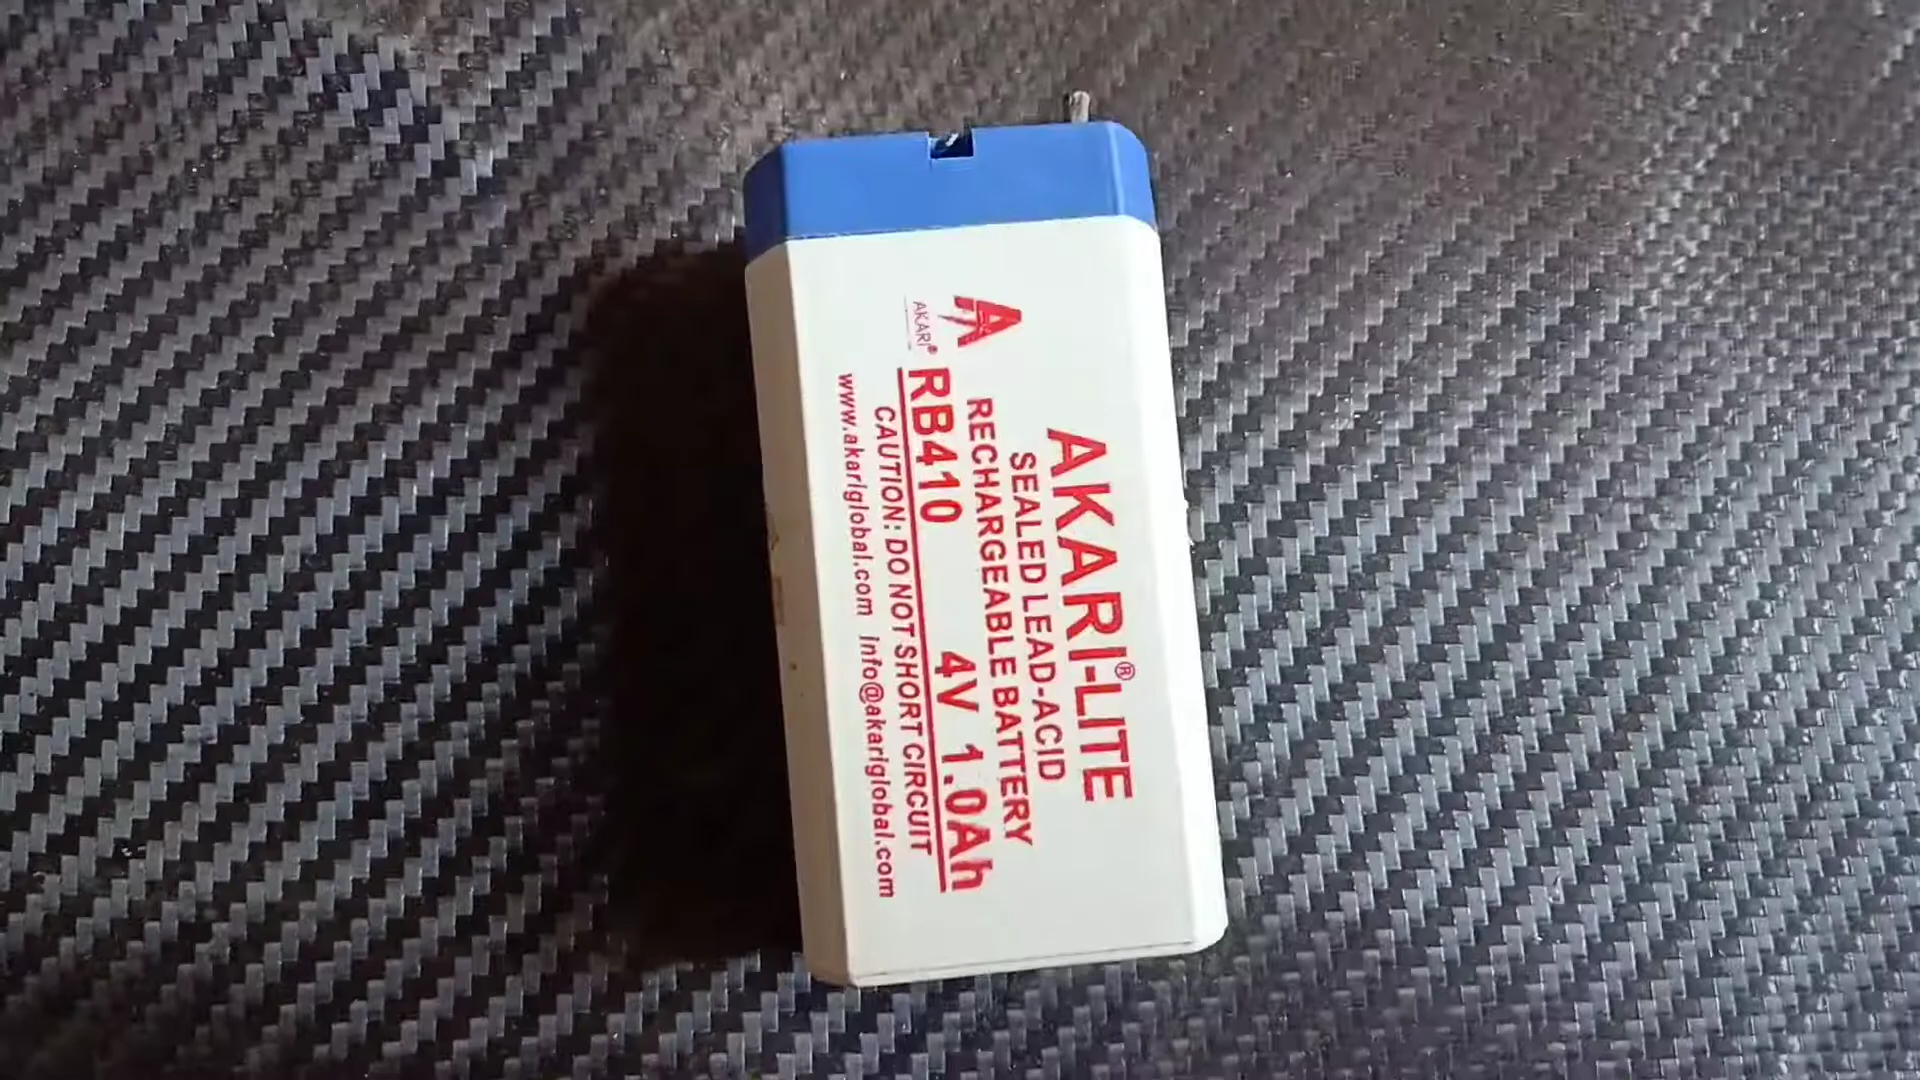 AKARI-LITE®
SEALED LEAD-ACID
RECHARGEABLE BATTERY
AKARI®
RB410 4V 1.0Ah
CAUTION: DO NOT SHORT CIRCUIT
www.akariglobal.com info@akariglobal.com